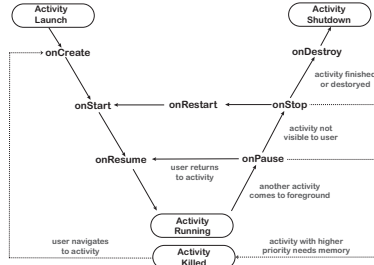 Activity
Launch
Activity
Shutdown
onCreate
onDestroy
activity finished
or destoryed
onStart
onRestart
onStop
activity not
visible to user
onResume
user returns
to activity
onPause
another activity
comes to foreground
Activity
Running
user navigates
to activity
Activity
Killed
activity with higher
priority needs memory